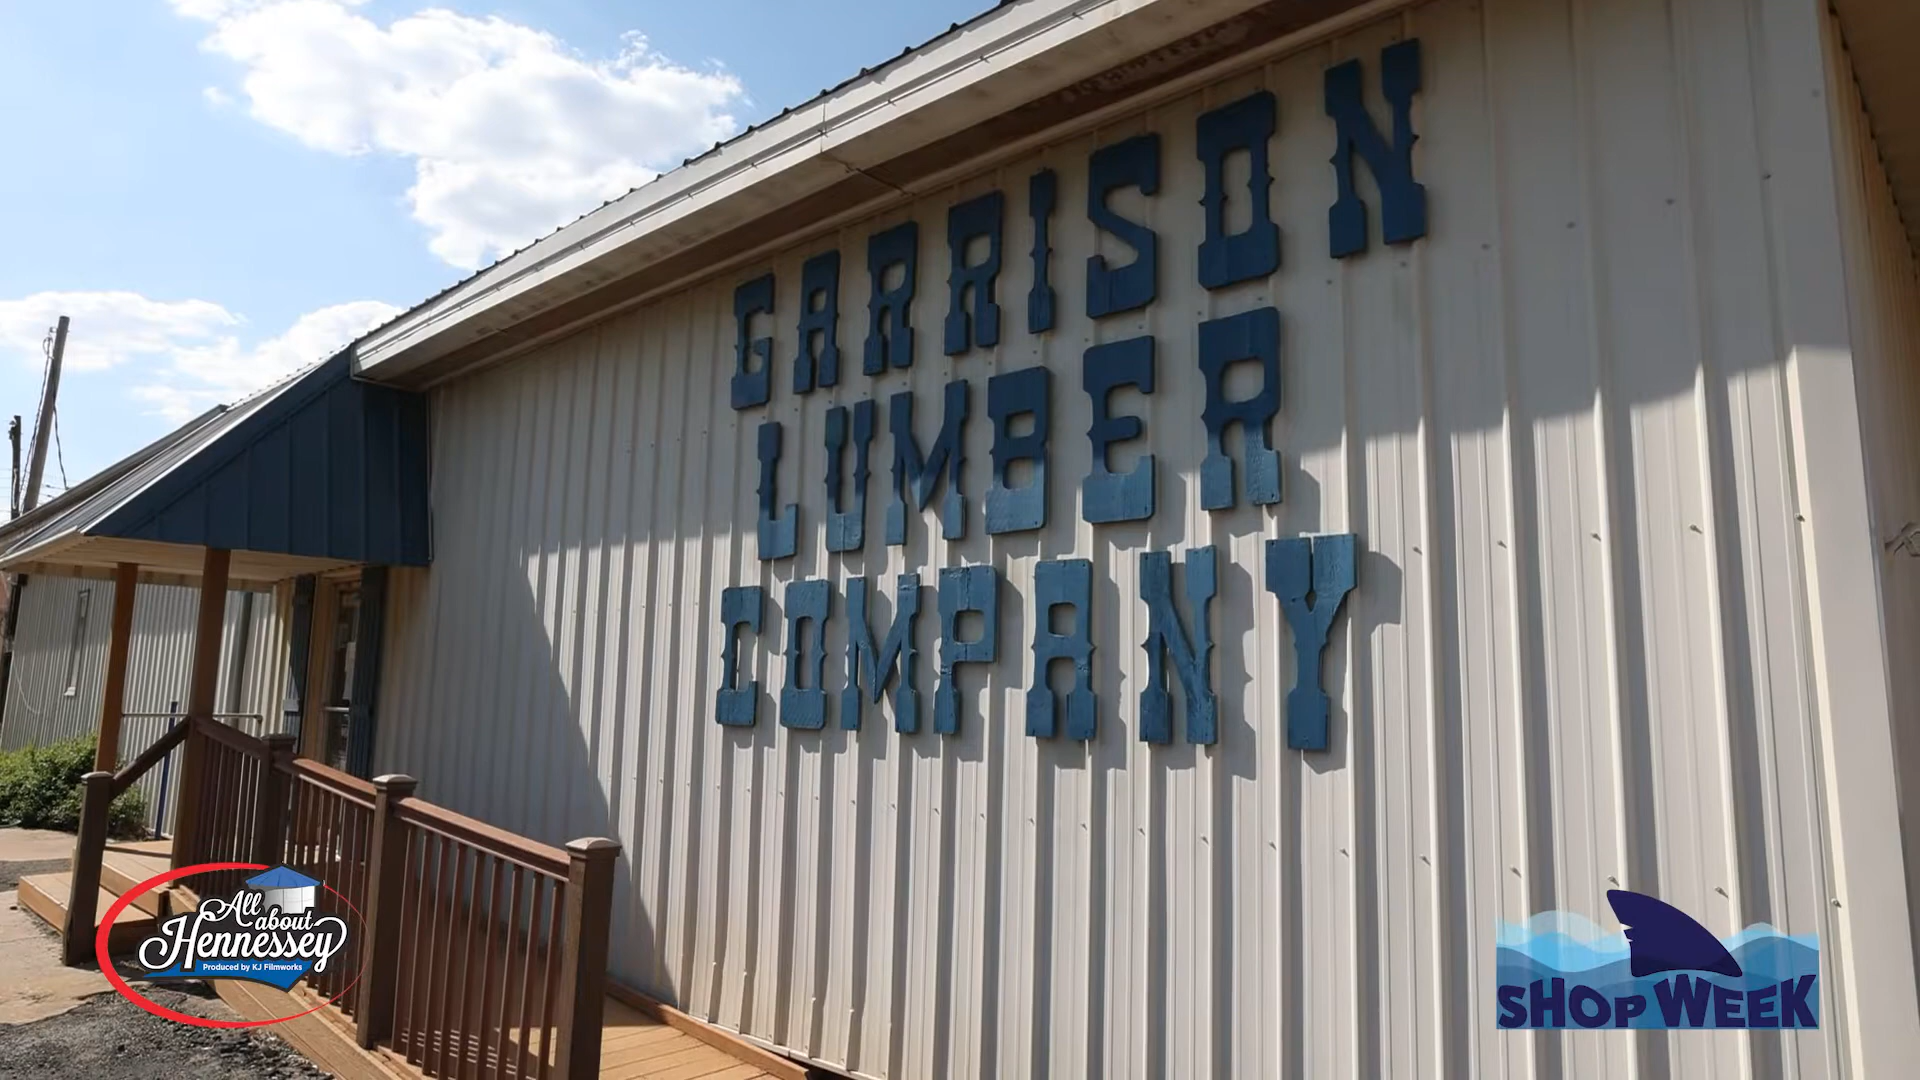 GARRISON
LUMBER
COMPANY
All
about
Hennessey
Produced by KJ Filmworks
SHOP WEEK